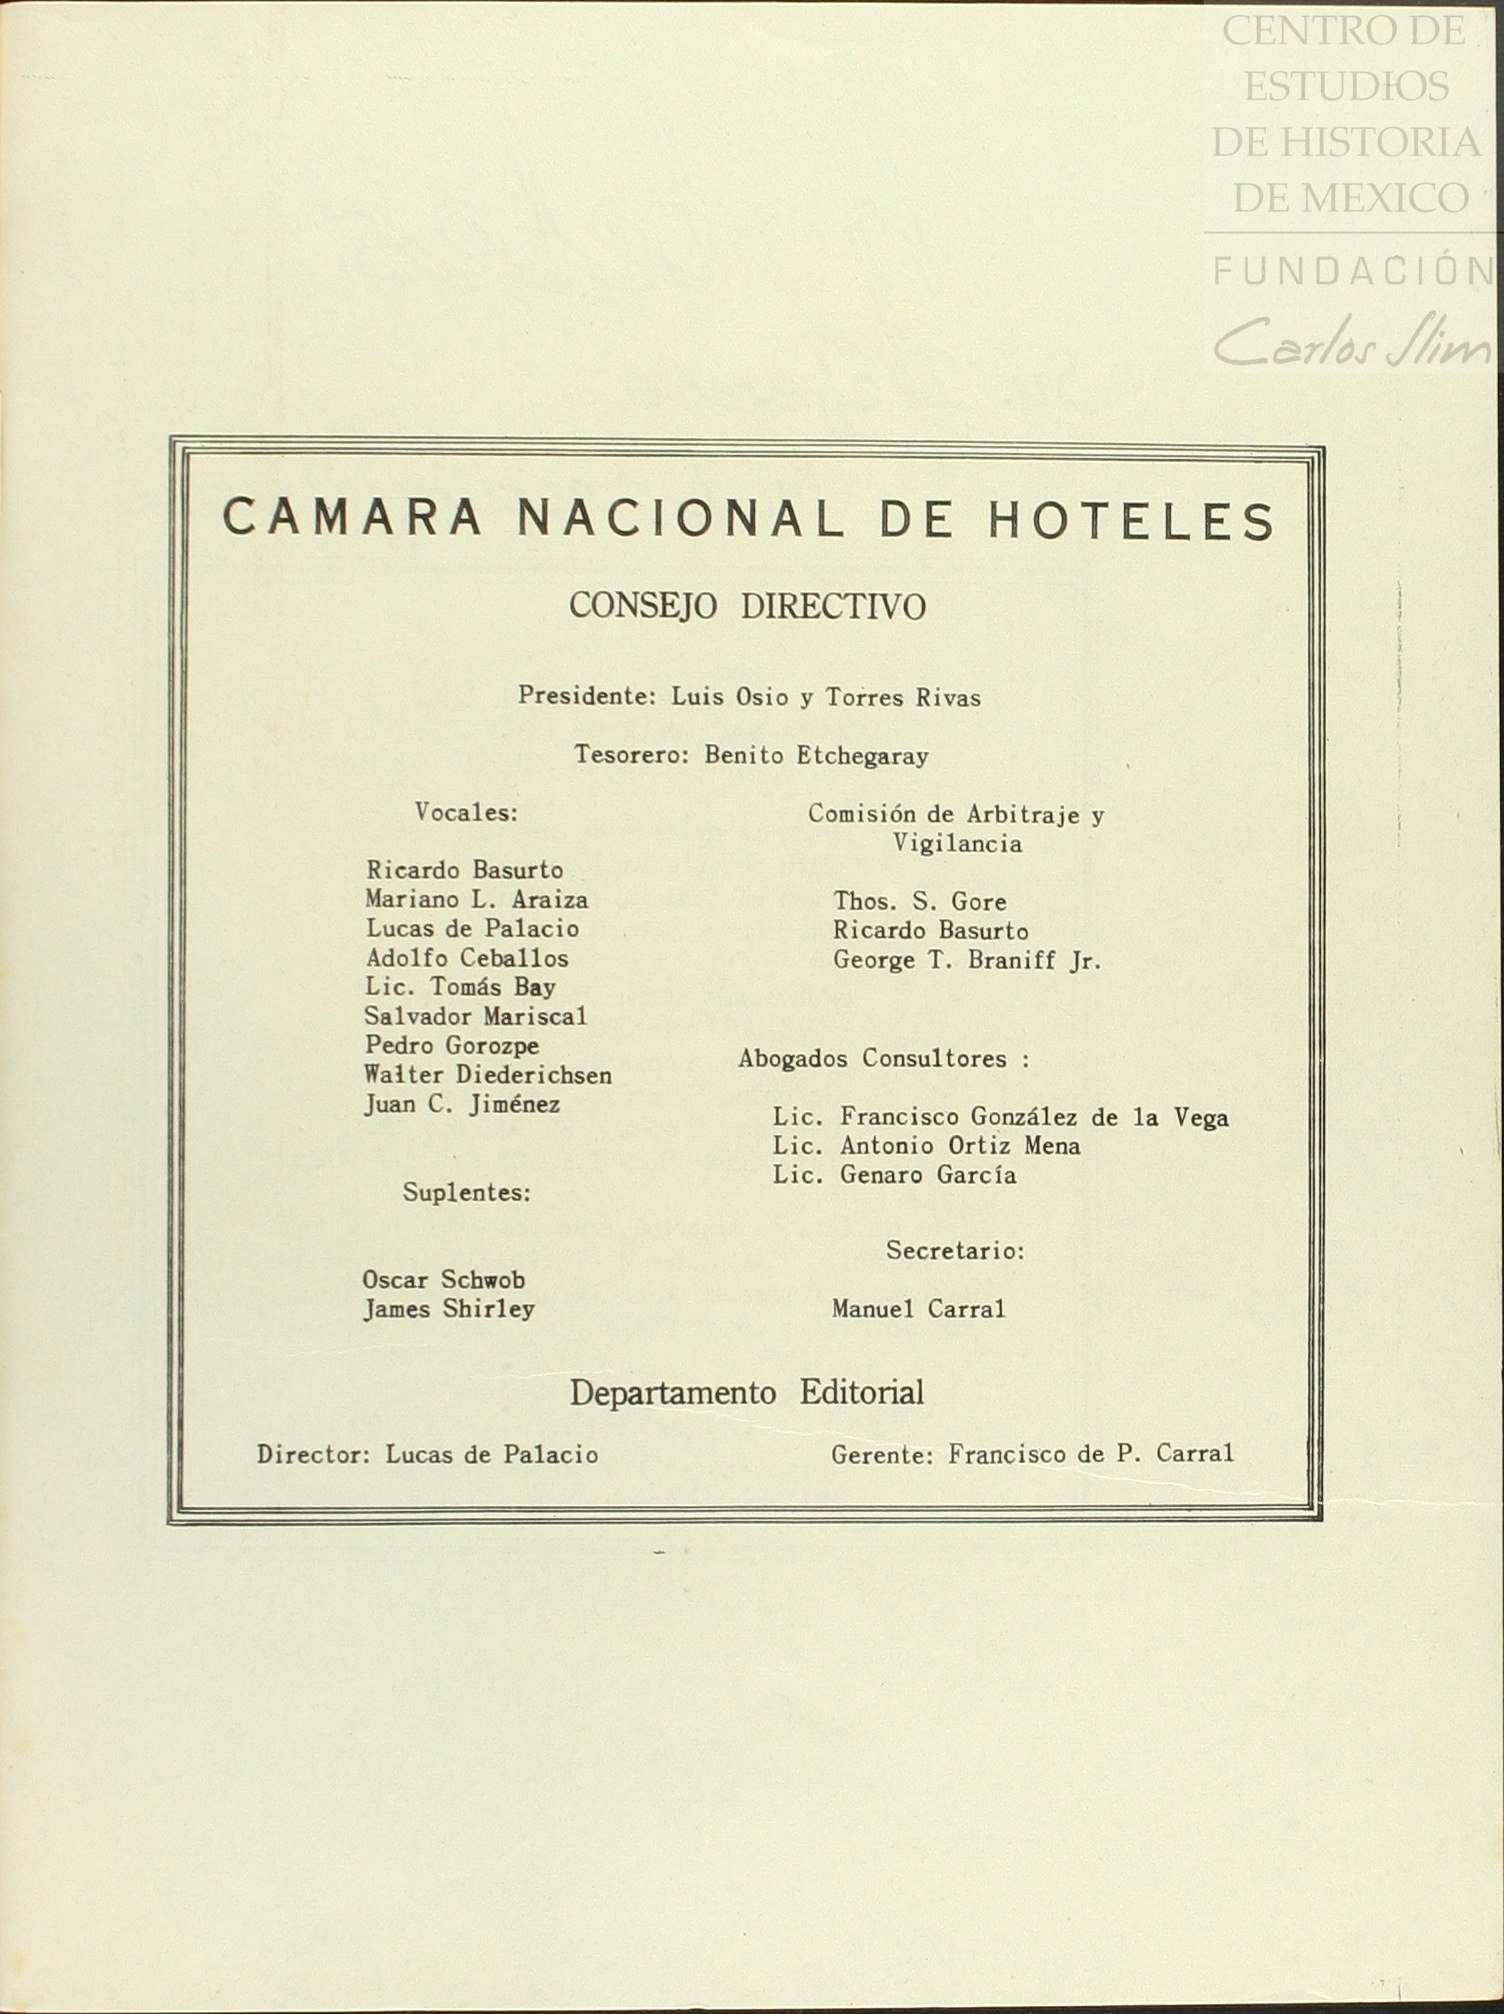 CENTRO DE
ESTUDIOS
DE HISTORIA
DE MEXICO
FUNDACIÓN
Carlos Slim
CAMARA NACIONAL DE HOTELES
CONSEJO DIRECTIVO
Presidente: Luis Osio y Torres Rivas
Tesorero: Benito Etchegaray
Vocales:
Ricardo Basurto
Mariano L. Araiza
Lucas de Palacio
Adolfo Ceballos
Lic. Tomás Bay
Salvador Mariscal
Pedro Gorozpe
Walter Diederichsen
Juan C. Jiménez
Suplentes:
Oscar Schwob
James Shirley
Comisión de Arbitraje y
Vigilancia
Thos. S. Gore
Ricardo Basurto
George T. Braniff Jr.
Abogados Consultores :
Lic. Francisco González de la Vega
Lic. Antonio Ortiz Mena
Lic. Genaro García
Secretario:
Manuel Carral
Departamento Editorial
Director: Lucas de Palacio
Gerente: Francisco de P. Carral